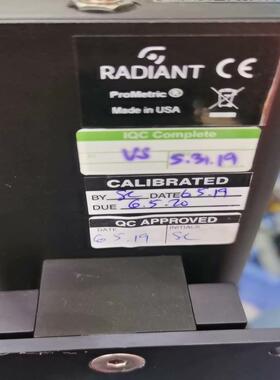 RADIANT CE
ProMetric ®
Made in USA
IQC Complete
VS 5.31.19
CALIBRATED
BY SC DATE 6.5.19
DUE 6.5.20
QC APPROVED
DATE INITIALS
6.5.19 SC